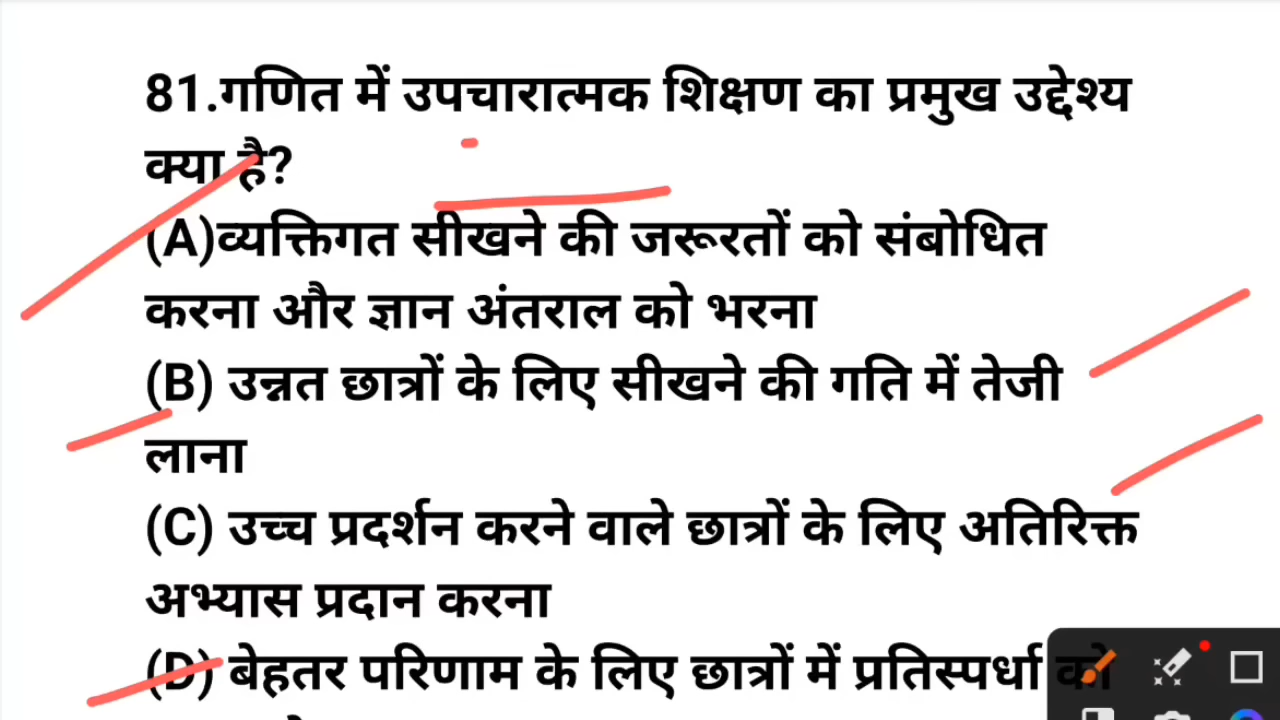 81.गणित में उपचारात्मक शिक्षण का प्रमुख उद्देश्य
क्या है?
(A)व्यक्तिगत सीखने की जरूरतों को संबोधित
करना और ज्ञान अंतराल को भरना
(B) उन्नत छात्रों के लिए सीखने की गति में तेजी
लाना
(C) उच्च प्रदर्शन करने वाले छात्रों के लिए अतिरिक्त
अभ्यास प्रदान करना
(D) बेहतर परिणाम के लिए छात्रों में प्रतिस्पर्धा को